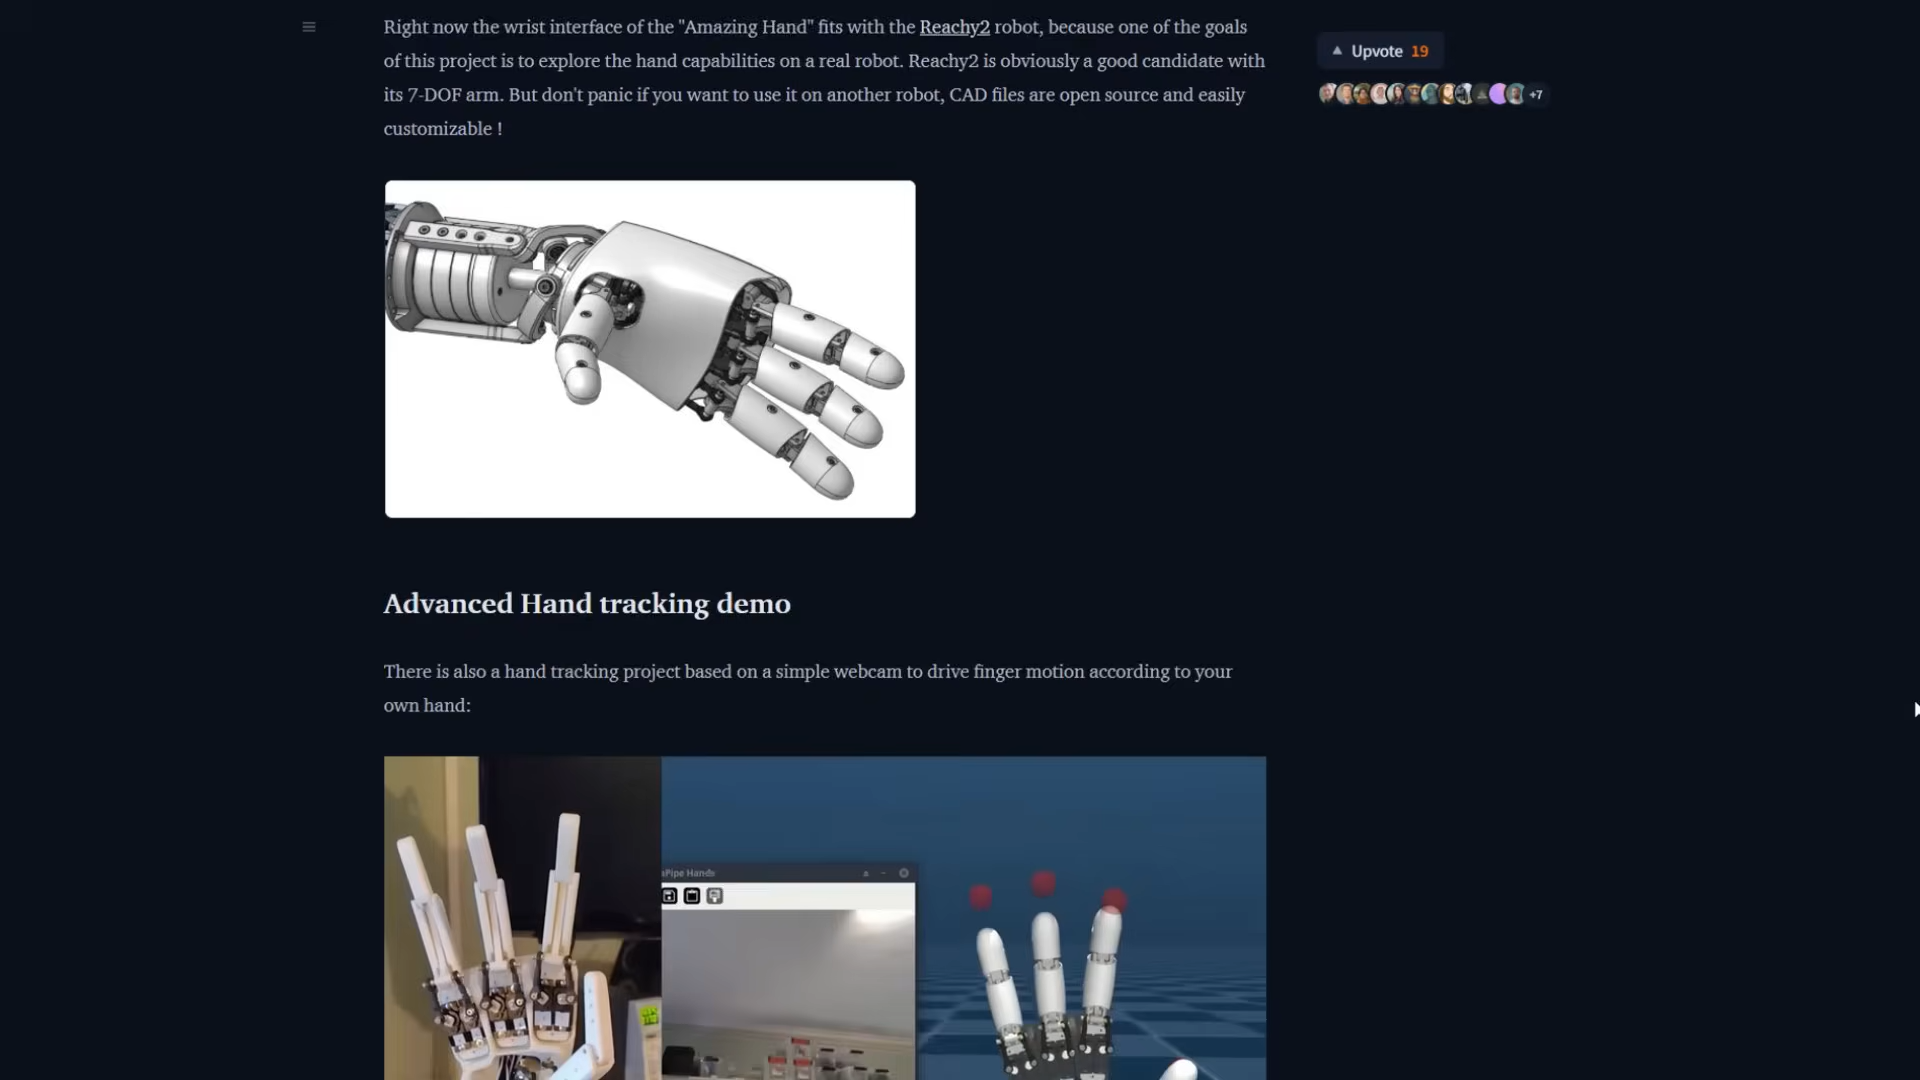 Right now the wrist interface of the "Amazing Hand" fits with the Reachy2 robot, because one of the goals
of this project is to explore the hand capabilities on a real robot. Reachy2 is obviously a good candidate with
its 7-DOF arm. But don't panic if you want to use it on another robot, CAD files are open source and easily
customizable !
Upvote 19
+7
Advanced Hand tracking demo
There is also a hand tracking project based on a simple webcam to drive finger motion according to your
own hand:
aPipe Hands